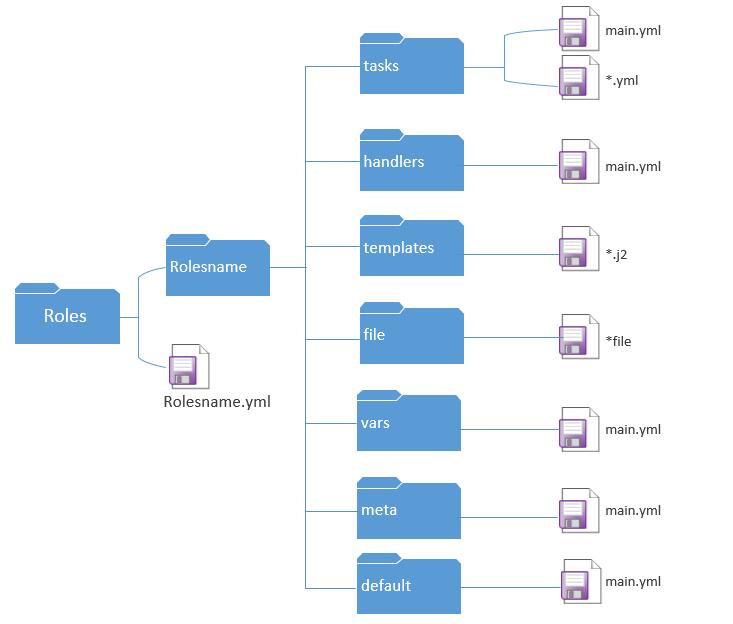 main.yml
tasks
*.yml
handlers
main.yml
templates
*.j2
Rolesname
Roles
file
*file
Rolesname.yml
vars
main.yml
meta
main.yml
default
main.yml